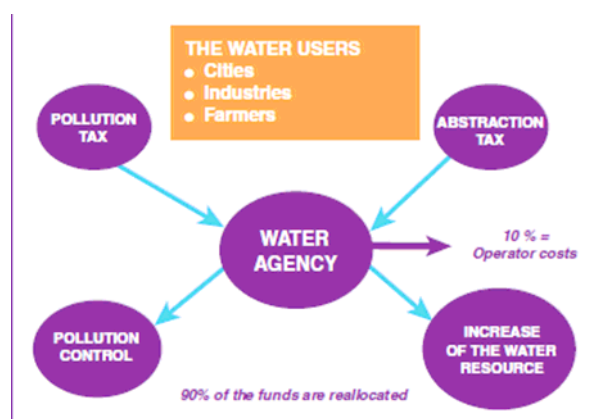 THE WATER USERS
• Cities
• Industries
• Farmers
POLLUTION
TAX
ABSTRACTION
TAX
WATER
AGENCY
10 % =
Operator costs
POLLUTION
CONTROL
INCREASE
OF THE WATER
RESOURCE
90% of the funds are reallocated